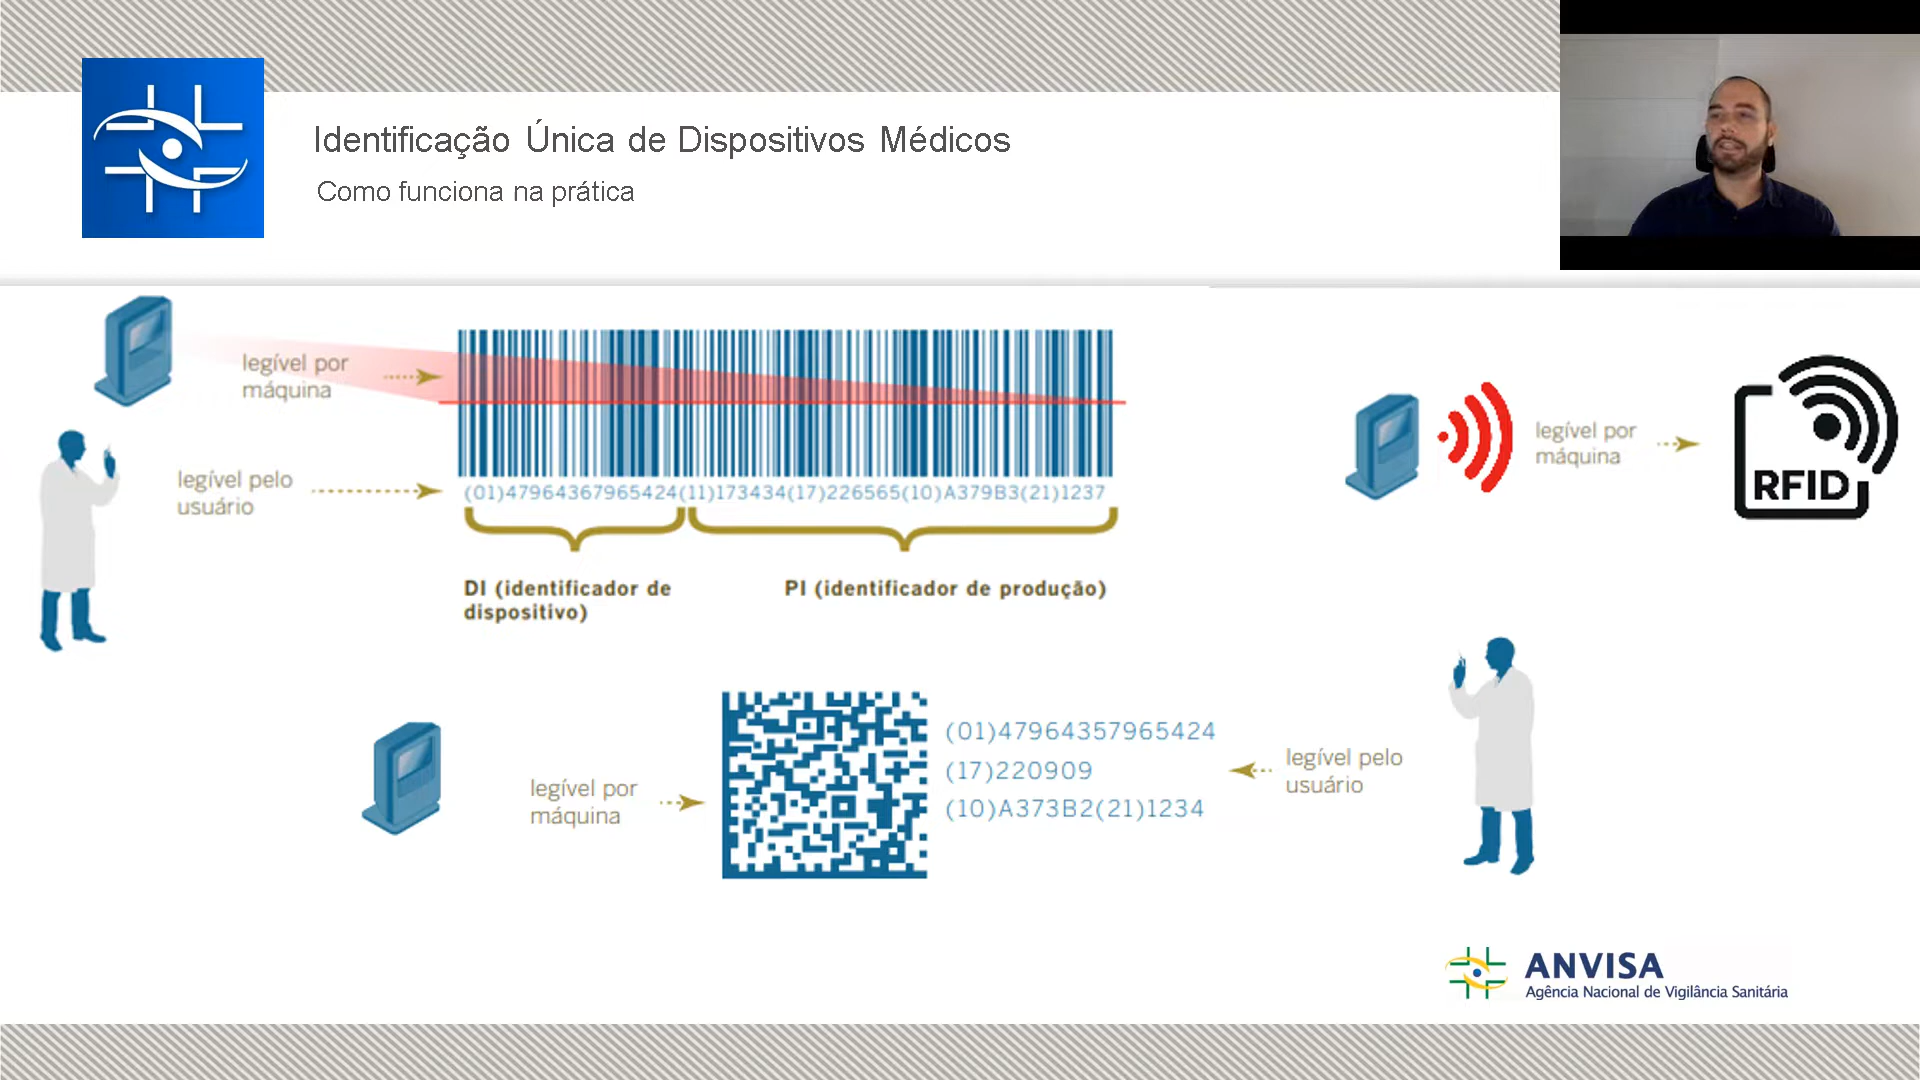 Identificação Única de Dispositivos Médicos
Como funciona na prática
legível por
máquina
legível pelo
usuário
(01)47964367965424(11)173434(17)226565(10)A379B3(21)1237
DI (identificador de
dispositivo)
PI (identificador de produção)
legível por
máquina
RFID
legível por
máquina
(01)47964357965424
(17)220909
(10)A373B2(21)1234
legível pelo
usuário
ANVISA
Agência Nacional de Vigilância Sanitária